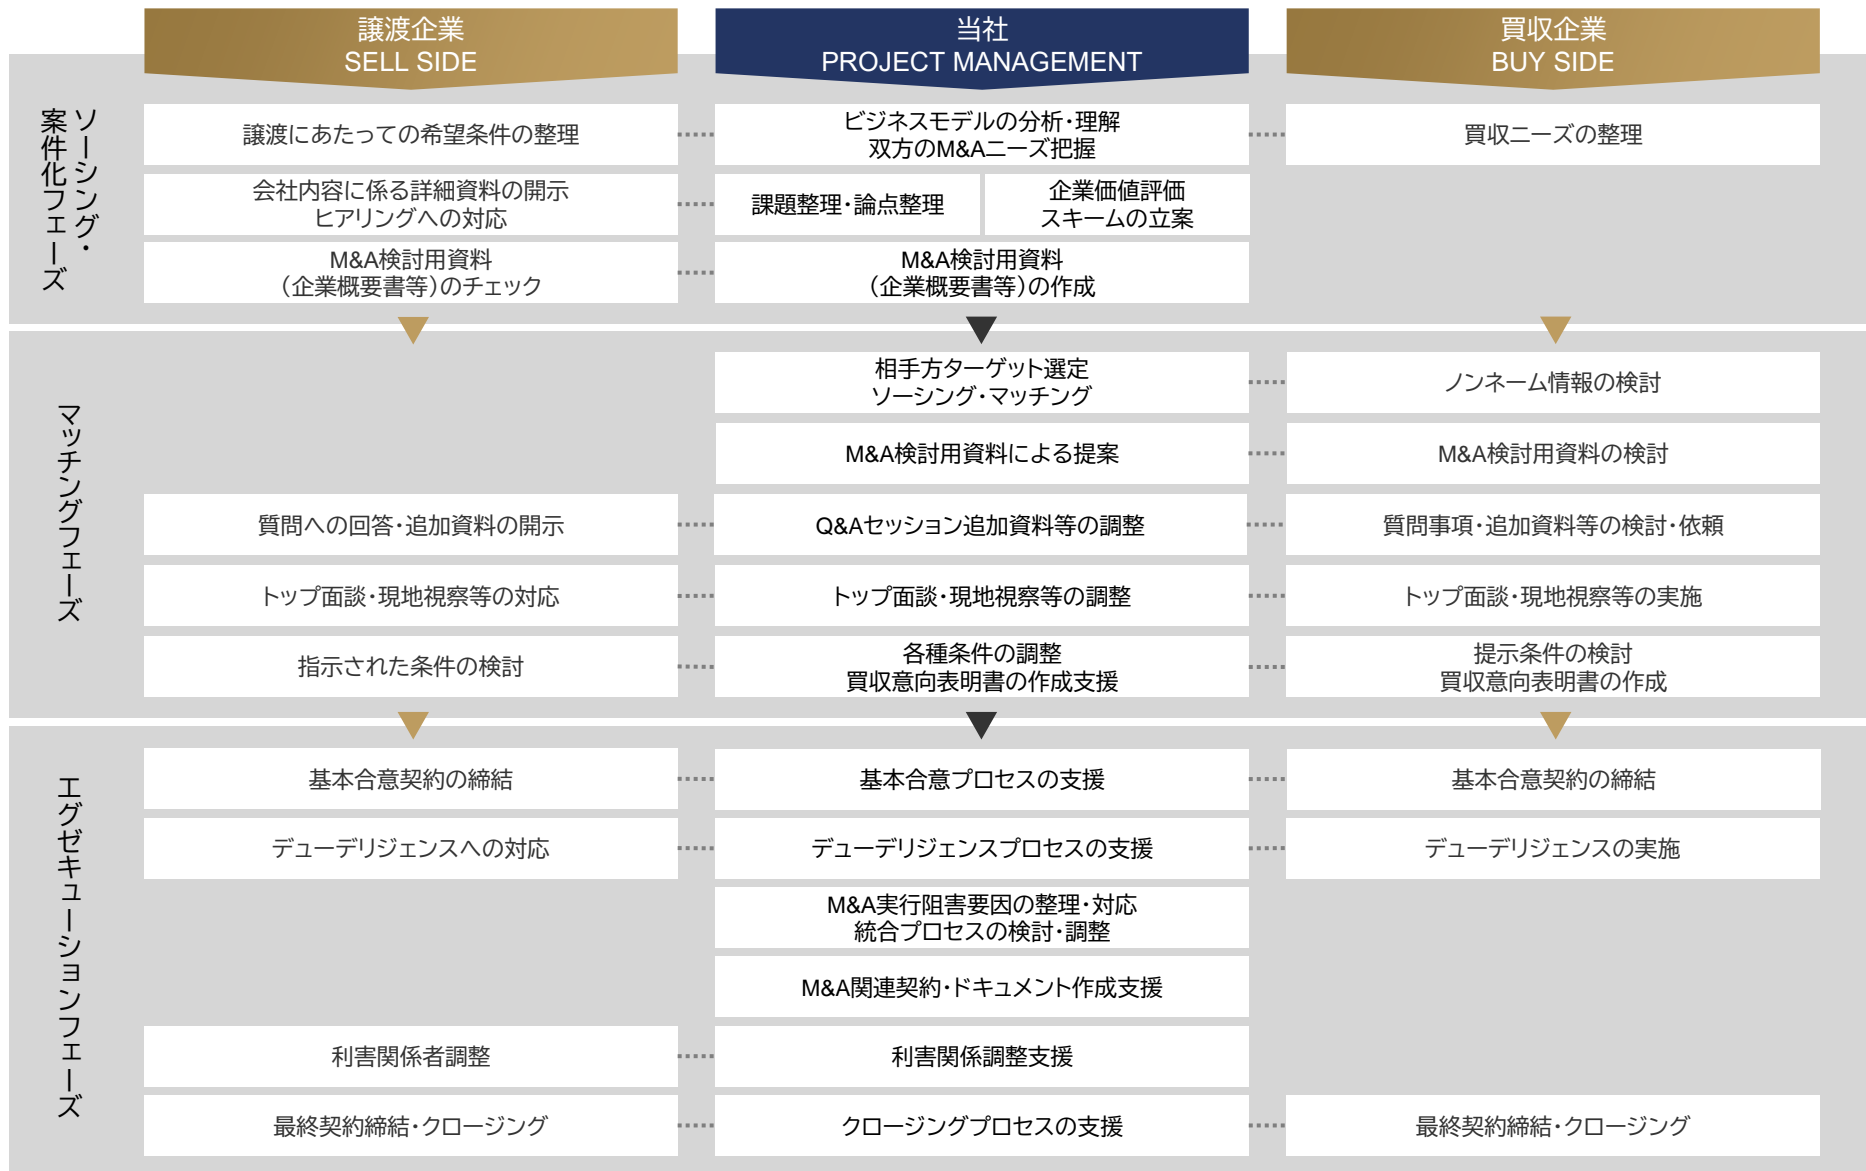 譲渡企業
SELL SIDE
当社
PROJECT MANAGEMENT
買収企業
BUY SIDE
ソーシング・
案件化フェーズ
譲渡にあたっての希望条件の整理
ビジネスモデルの分析・理解
双方のM&Aニーズ把握
買収ニーズの整理
会社内容に係る詳細資料の開示
ヒアリングへの対応
課題整理・論点整理
企業価値評価
スキームの立案
M&A検討用資料
（企業概要書等）のチェック
M&A検討用資料
（企業概要書等）の作成
マッチングフェーズ
相手方ターゲット選定
ソーシング・マッチング
ノンネーム情報の検討
M&A検討用資料による提案
M&A検討用資料の検討
質問への回答・追加資料の開示
Q&Aセッション追加資料等の調整
質問事項・追加資料等の検討・依頼
トップ面談・現地視察等の対応
トップ面談・現地視察等の調整
トップ面談・現地視察等の実施
指示された条件の検討
各種条件の調整
買収意向表明書の作成支援
提示条件の検討
買収意向表明書の作成
エグゼキューションフェーズ
基本合意契約の締結
基本合意プロセスの支援
基本合意契約の締結
デューデリジェンスへの対応
デューデリジェンスプロセスの支援
デューデリジェンスの実施
M&A実行阻害要因の整理・対応
統合プロセスの検討・調整
M&A関連契約・ドキュメント作成支援
利害関係者調整
利害関係調整支援
最終契約締結・クロージング
クロージングプロセスの支援
最終契約締結・クロージング